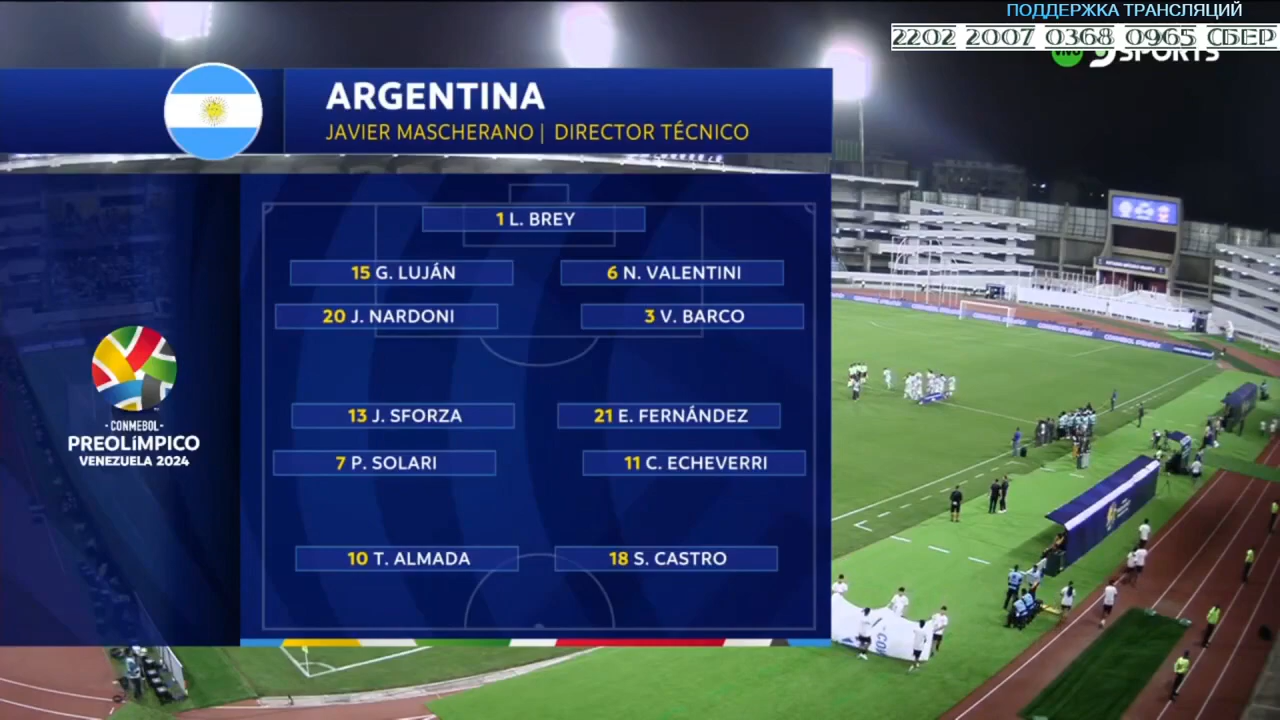 ПОДДЕРЖКА ТРАНСЛЯЦИЙ
2202 2007 0368 0965 СБЕР
SPORTS
ARGENTINA
JAVIER MASCHERANO | DIRECTOR TÉCNICO
1 L. BREY
15 G. LUJÁN
6 N. VALENTINI
20 J. NARDONI
3 V. BARCO
13 J. SFORZA
21 E. FERNÁNDEZ
7 P. SOLARI
11 C. ECHEVERRI
10 T. ALMADA
18 S. CASTRO
- CONMEBOL -
PREOLÍMPICO
VENEZUELA 2024